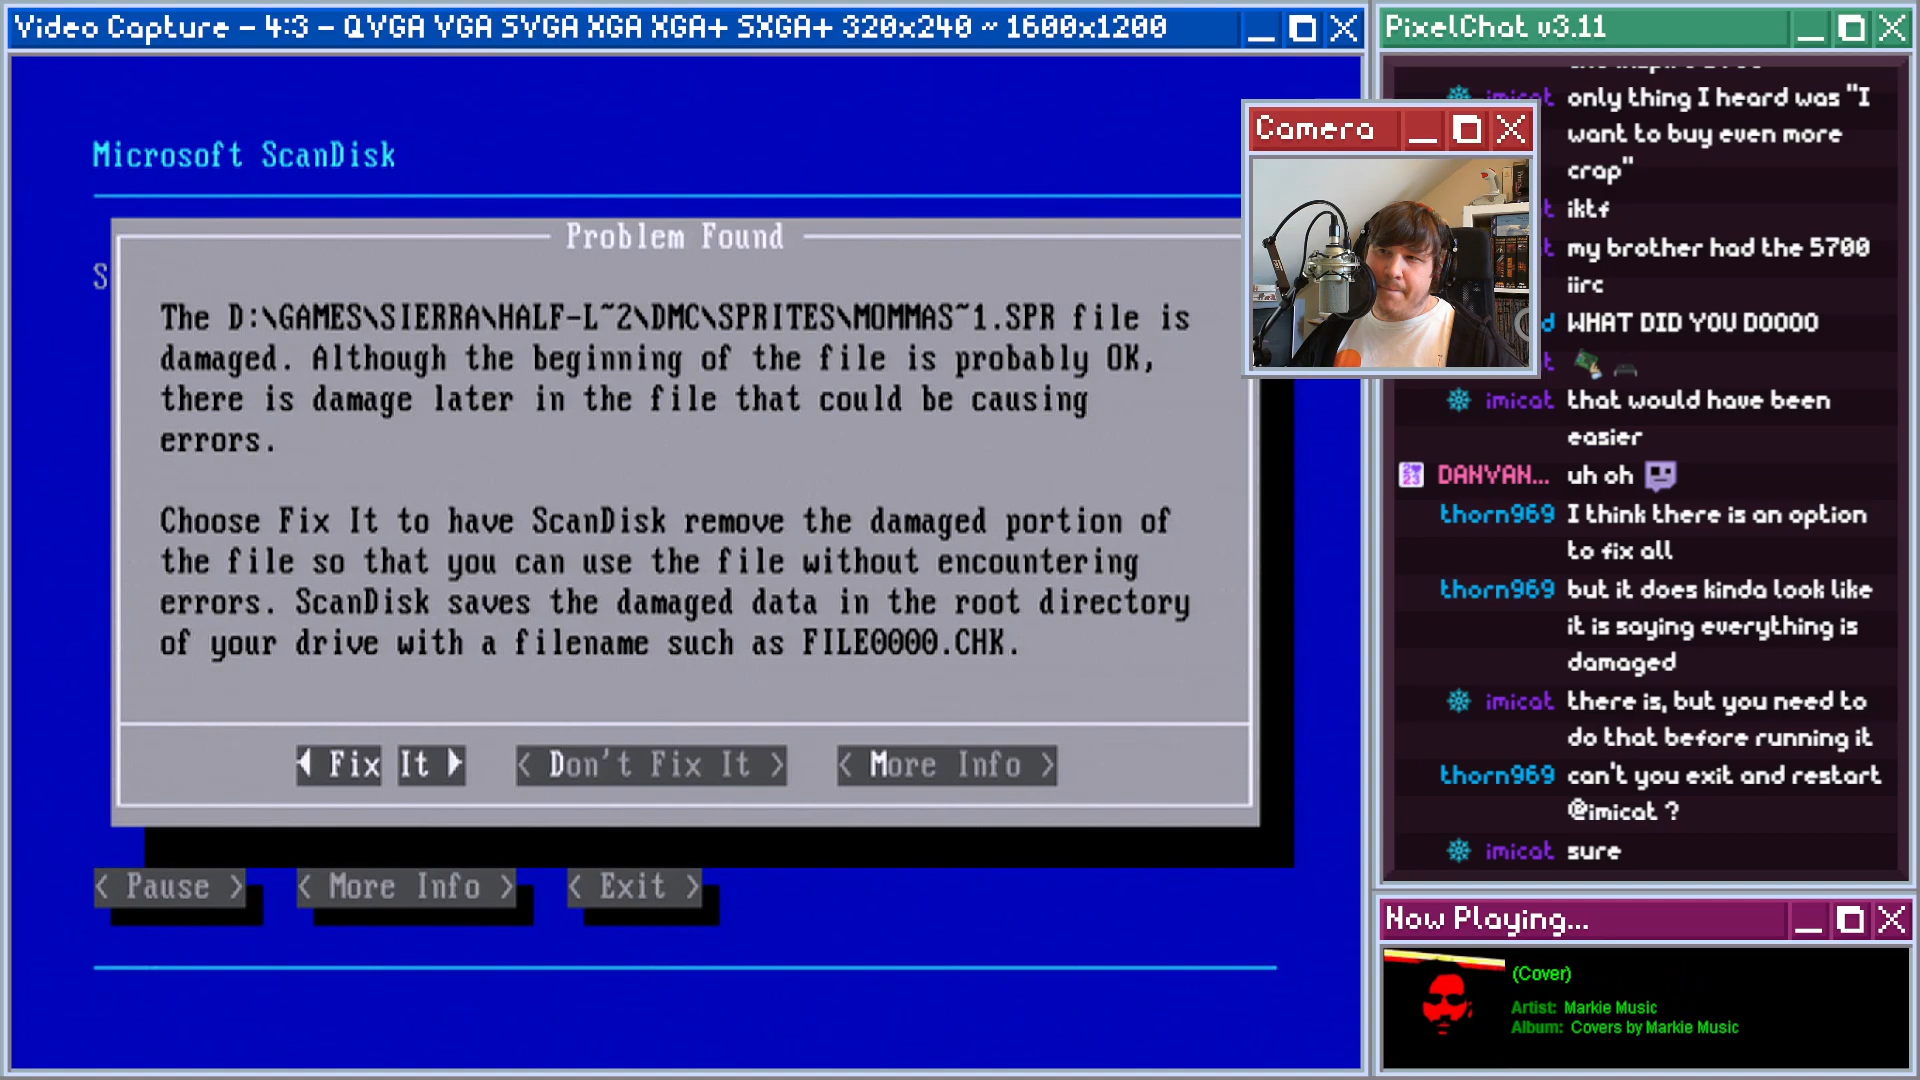 Video Capture - 4:3 - QVGA VGA SVGA XGA XGA+ SXGA+ 320x240 ~ 1600x1200
Microsoft ScanDisk
S
Problem Found
The D:\GAMES\SIERRA\HALF-L~2\DMC\SPRITES\MOMMAS~1.SPR file is
damaged. Although the beginning of the file is probably OK,
there is damage later in the file that could be causing
errors.
Choose Fix It to have ScanDisk remove the damaged portion of
the file so that you can use the file without encountering
errors. ScanDisk saves the damaged data in the root directory
of your drive with a filename such as FILE0000.CHK.
Fix It
< Don't Fix It >
< More Info >
< Pause >
< More Info >
< Exit >
Camera
PixelChat v3.11
imicat only thing I heard was "I
want to buy even more
crap"
t iktf
t my brother had the 5700
iirc
d WHAT DID YOU DOOOO
t
imicat that would have been
easier
DANVAN... uh oh
thorn969 I think there is an option
to fix all
thorn969 but it does kinda look like
it is saying everything is
damaged
imicat there is, but you need to
do that before running it
thorn969 can't you exit and restart
@imicat ?
imicat sure
Now Playing...
(Cover)
Artist: Markie Music
Album: Covers by Markie Music